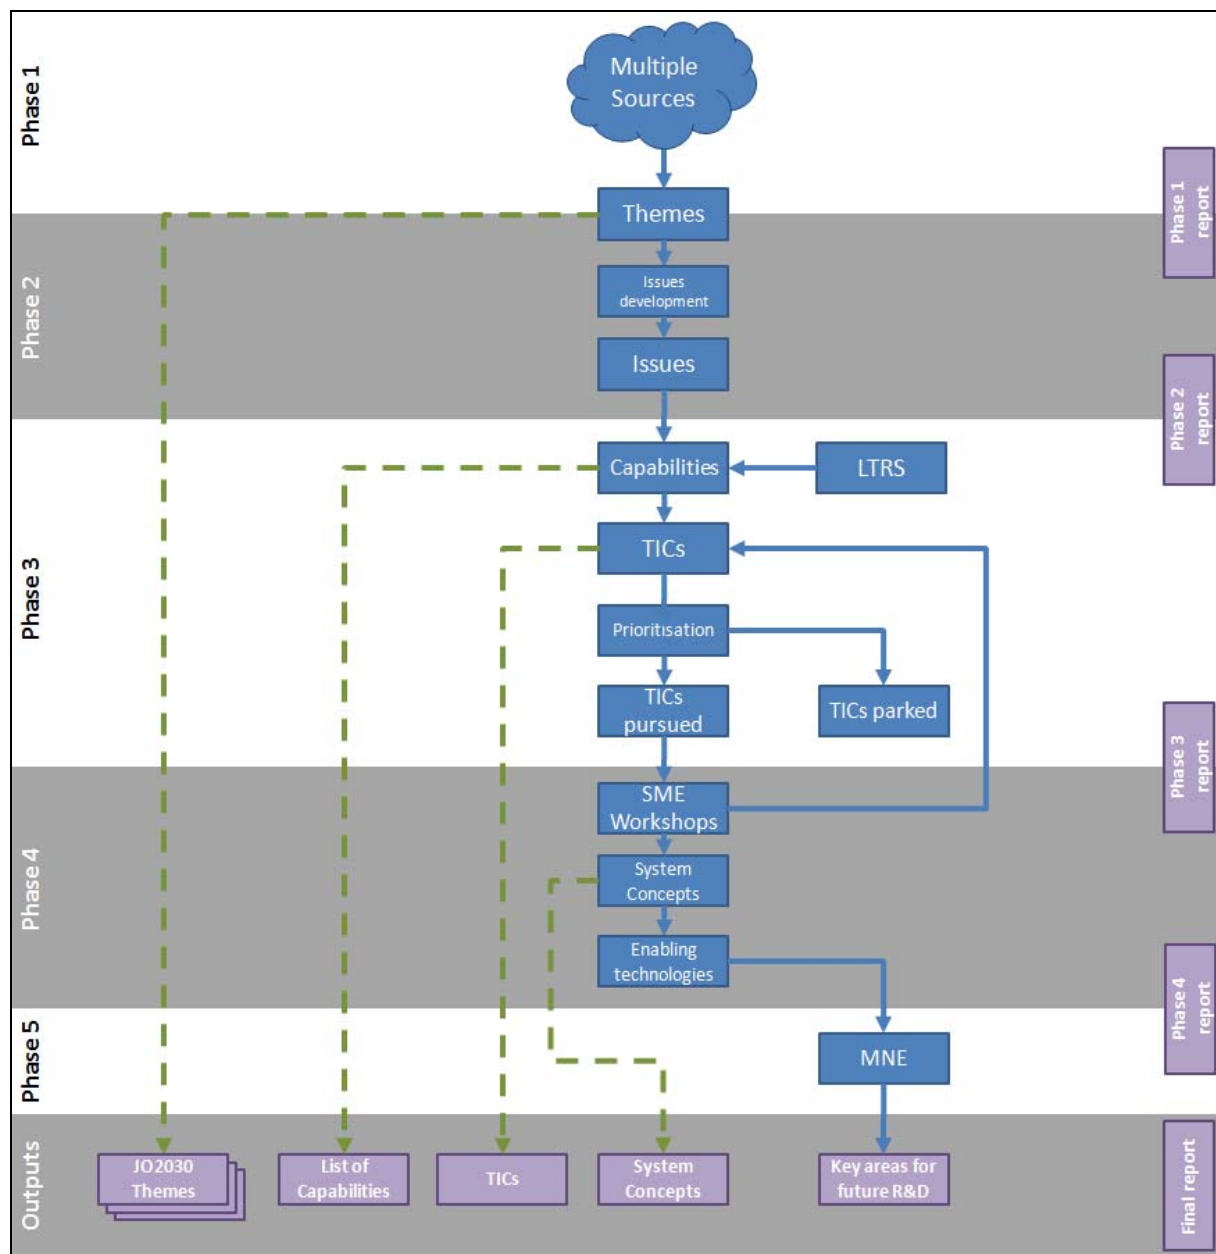 Phase 1
Multiple
Sources
Phase 1
report
Themes
Phase 2
Issues
development
Issues
Phase 2
report
Phase 3
Capabilities
LTRS
TICs
Prioritisation
TICs
pursued
TICs parked
Phase 3
report
Phase 4
SME
Workshops
System
Concepts
Enabling
technologies
Phase 4
report
Phase 5
MNE
Outputs
JO2030
Themes
List of
Capabilities
TICs
System
Concepts
Key areas for
future R&D
Final report